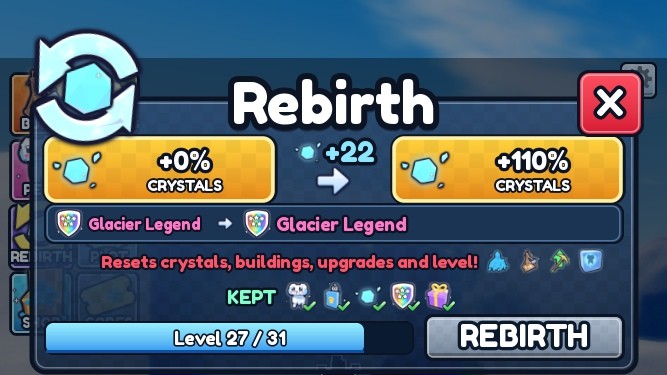 Rebirth
+0%
CRYSTALS
+22
+110%
CRYSTALS
Glacier Legend
Glacier Legend
Resets crystals, buildings, upgrades and level!
KEPT
Level 27 / 31
REBIRTH
REBIRTH